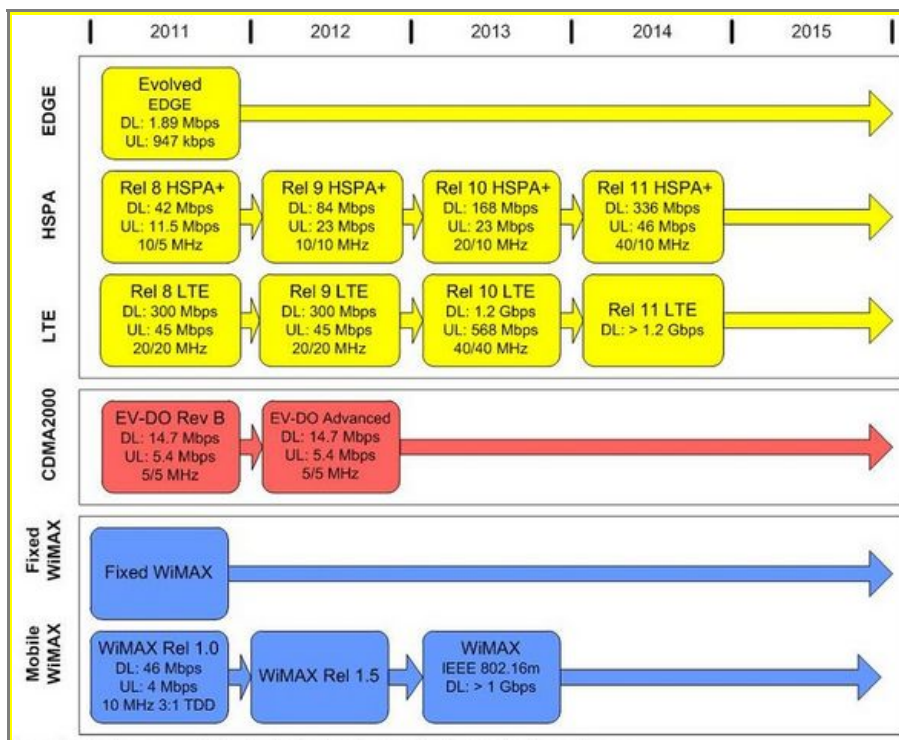 2011 2012 2013 2014 2015
EDGE
Evolved
EDGE
DL: 1.89 Mbps
UL: 947 kbps
HSPA
Rel 8 HSPA+
DL: 42 Mbps
UL: 11.5 Mbps
10/5 MHz
Rel 9 HSPA+
DL: 84 Mbps
UL: 23 Mbps
10/10 MHz
Rel 10 HSPA+
DL: 168 Mbps
UL: 23 Mbps
20/10 MHz
Rel 11 HSPA+
DL: 336 Mbps
UL: 46 Mbps
40/10 MHz
LTE
Rel 8 LTE
DL: 300 Mbps
UL: 45 Mbps
20/20 MHz
Rel 9 LTE
DL: 300 Mbps
UL: 45 Mbps
20/20 MHz
Rel 10 LTE
DL: 1.2 Gbps
UL: 568 Mbps
40/40 MHz
Rel 11 LTE
DL: > 1.2 Gbps
CDMA2000
EV-DO Rev B
DL: 14.7 Mbps
UL: 5.4 Mbps
5/5 MHz
EV-DO Advanced
DL: 14.7 Mbps
UL: 5.4 Mbps
5/5 MHz
Fixed
WiMAX
Fixed WiMAX
Mobile
WiMAX
WiMAX Rel 1.0
DL: 46 Mbps
UL: 4 Mbps
10 MHz 3:1 TDD
WiMAX Rel 1.5
WiMAX
IEEE 802.16m
DL: > 1 Gbps